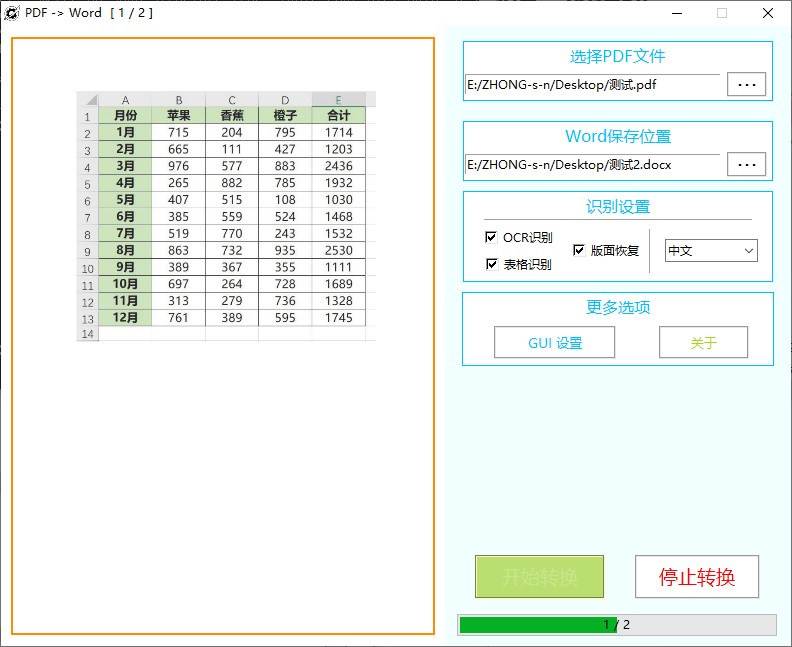 PDF -> Word [ 1 / 2 ]
A B C D E
1 月份 苹果 香蕉 橙子 合计
2 1月 715 204 795 1714
3 2月 665 111 427 1203
4 3月 976 577 883 2436
5 4月 265 882 785 1932
6 5月 407 515 108 1030
7 6月 385 559 524 1468
8 7月 519 770 243 1532
9 8月 863 732 935 2530
10 9月 389 367 355 1111
11 10月 697 264 728 1689
12 11月 313 279 736 1328
13 12月 761 389 595 1745
14
选择PDF文件
E:/ZHONG-s-n/Desktop/测试.pdf ...
Word保存位置
E:/ZHONG-s-n/Desktop/测试2.docx ...
识别设置
OCR识别
表格识别
版面恢复
中文
更多选项
GUI 设置 关于
开始转换 停止转换
1 / 2